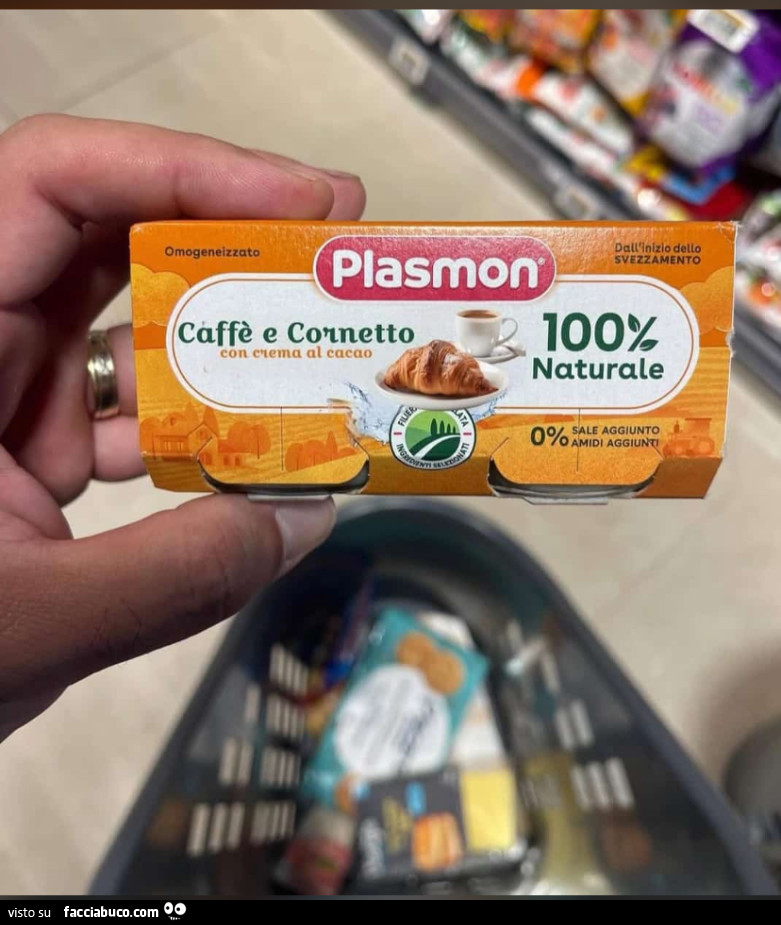 Omogeneizzato
Plasmon®
Dall'inizio dello
SVEZZAMENTO
Caffè e Cornetto
con crema al cacao
100%
Naturale
INGREDIENTI SELEZIONATI
0% SALE AGGIUNTO
AMIDI AGGIUNTI
visto su facciabuco.com